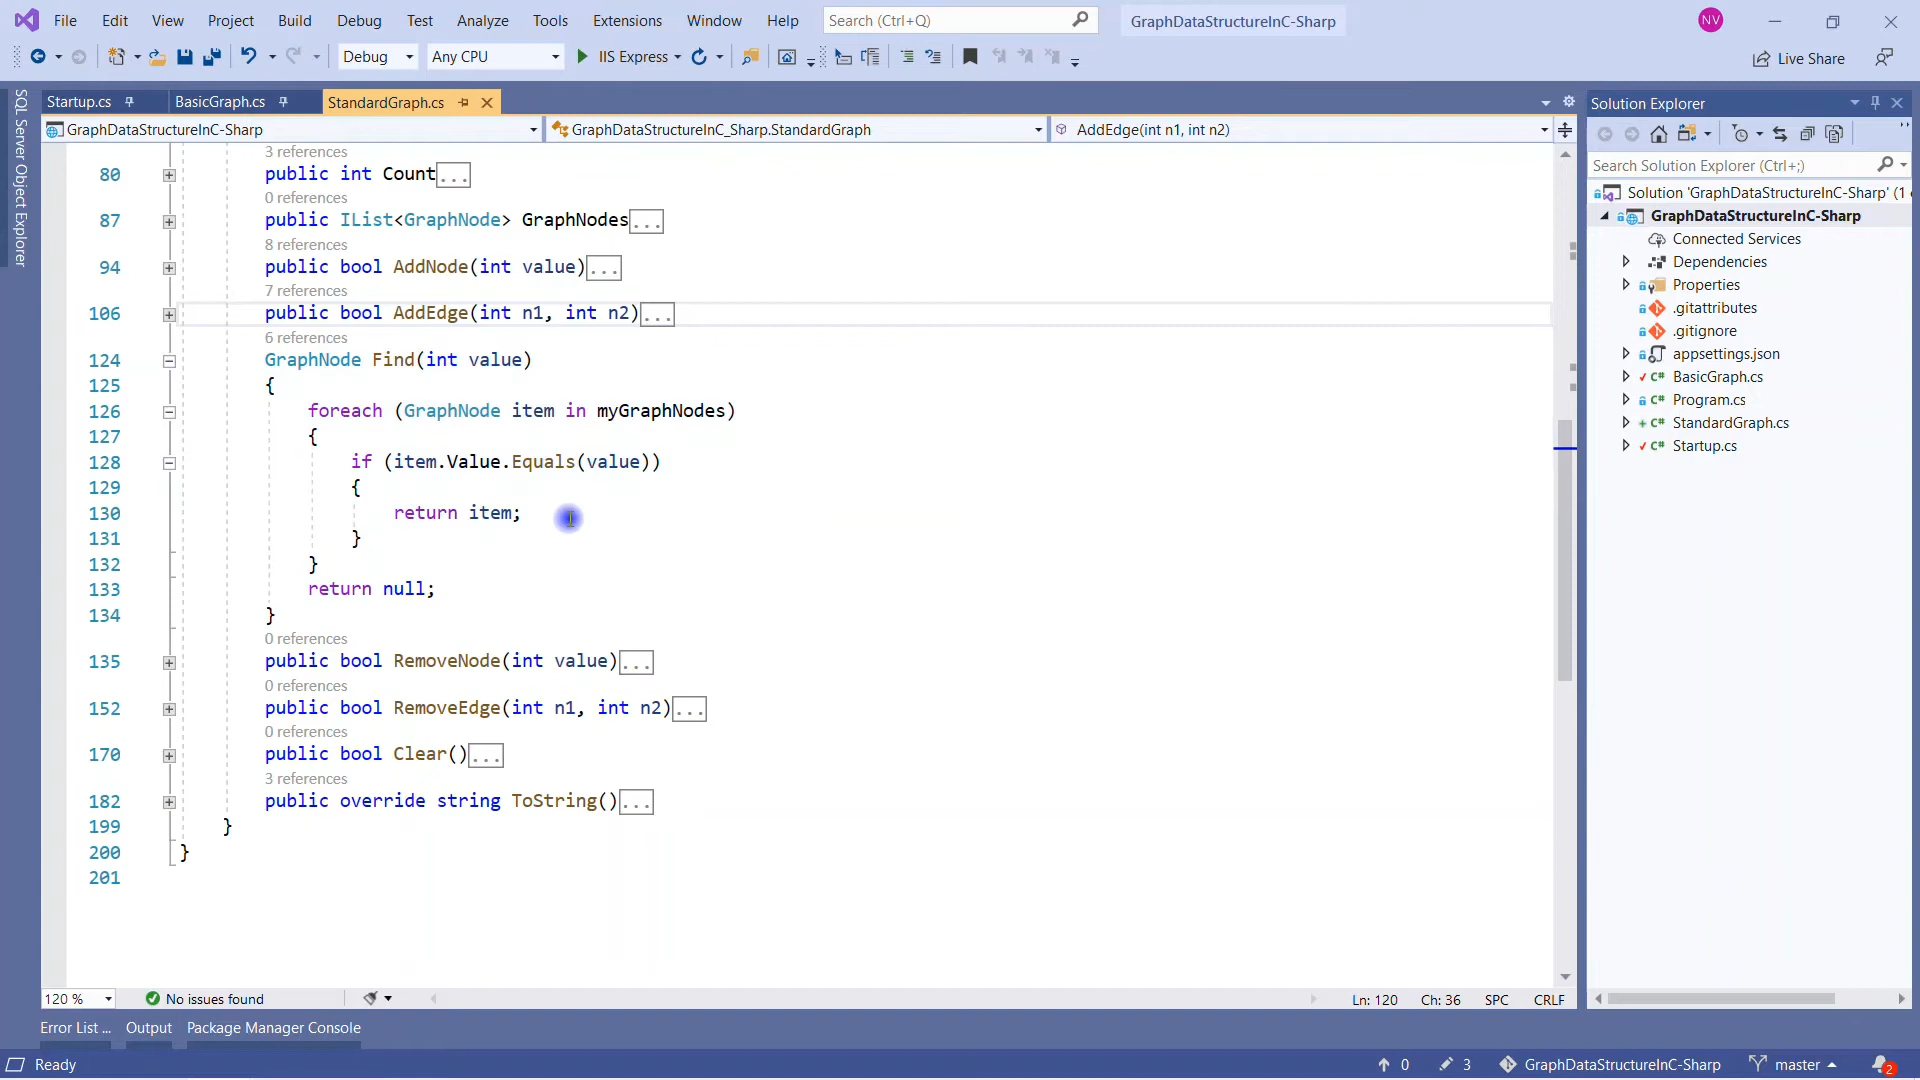 File Edit View Project Build Debug Test Analyze Tools Extensions Window Help Search (Ctrl+Q) GraphDataStructureInC-Sharp NV
Debug Any CPU IIS Express Live Share
SQL Server Object Explorer
Startup.cs BasicGraph.cs StandardGraph.cs
GraphDataStructureInC-Sharp GraphDataStructureInC_Sharp.StandardGraph AddEdge(int n1, int n2)
3 references
80 public int Count...
0 references
87 public IList<GraphNode> GraphNodes...
8 references
94 public bool AddNode(int value)...
7 references
106 public bool AddEdge(int n1, int n2)...
6 references
124 GraphNode Find(int value)
125 {
126 foreach (GraphNode item in myGraphNodes)
127 {
128 if (item.Value.Equals(value))
129 {
130 return item;
131 }
132 }
133 return null;
134 }
0 references
135 public bool RemoveNode(int value)...
0 references
152 public bool RemoveEdge(int n1, int n2)...
0 references
170 public bool Clear()...
3 references
182 public override string ToString()...
199 }
200 }
201
120 % No issues found Ln: 120 Ch: 36 SPC CRLF
Solution Explorer
Search Solution Explorer (Ctrl+;)
Solution 'GraphDataStructureInC-Sharp' (1
GraphDataStructureInC-Sharp
Connected Services
Dependencies
Properties
.gitattributes
.gitignore
appsettings.json
C# BasicGraph.cs
C# Program.cs
C# StandardGraph.cs
C# Startup.cs
Error List ... Output Package Manager Console
Ready 0 3 GraphDataStructureInC-Sharp master 2